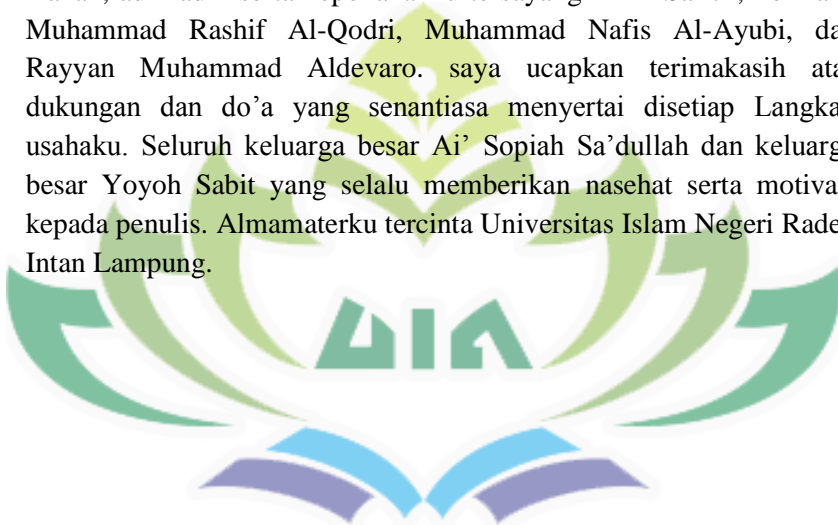 Muhammad Rashif Al-Qodri, Muhammad Nafis Al-Ayubi, da
Rayyan Muhammad Aldevaro. saya ucapkan terimakasih ata
dukungan dan do’a yang senantiasa menyertai disetiap Langka
usahaku. Seluruh keluarga besar Ai’ Sopiah Sa’dullah dan keluarg
besar Yoyoh Sabit yang selalu memberikan nasehat serta motiva
kepada penulis. Almamaterku tercinta Universitas Islam Negeri Rade
Intan Lampung.
UIN